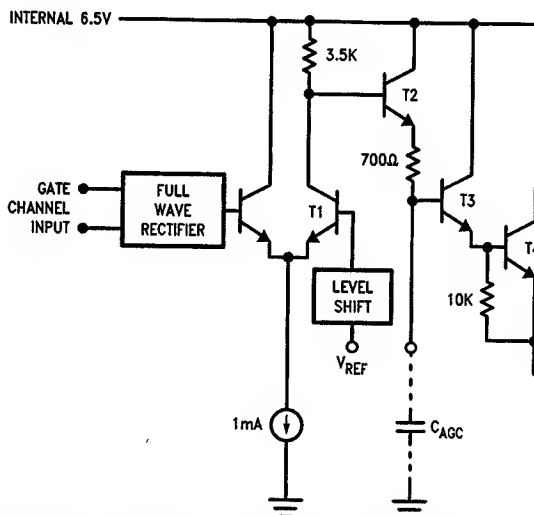 INTERNAL 6.5V
3.5K
T2
700Ω
GATE
CHANNEL
INPUT
FULL
WAVE
RECTIFIER
T1
T3
LEVEL
SHIFT
10K
VREF
1mA
CAGC